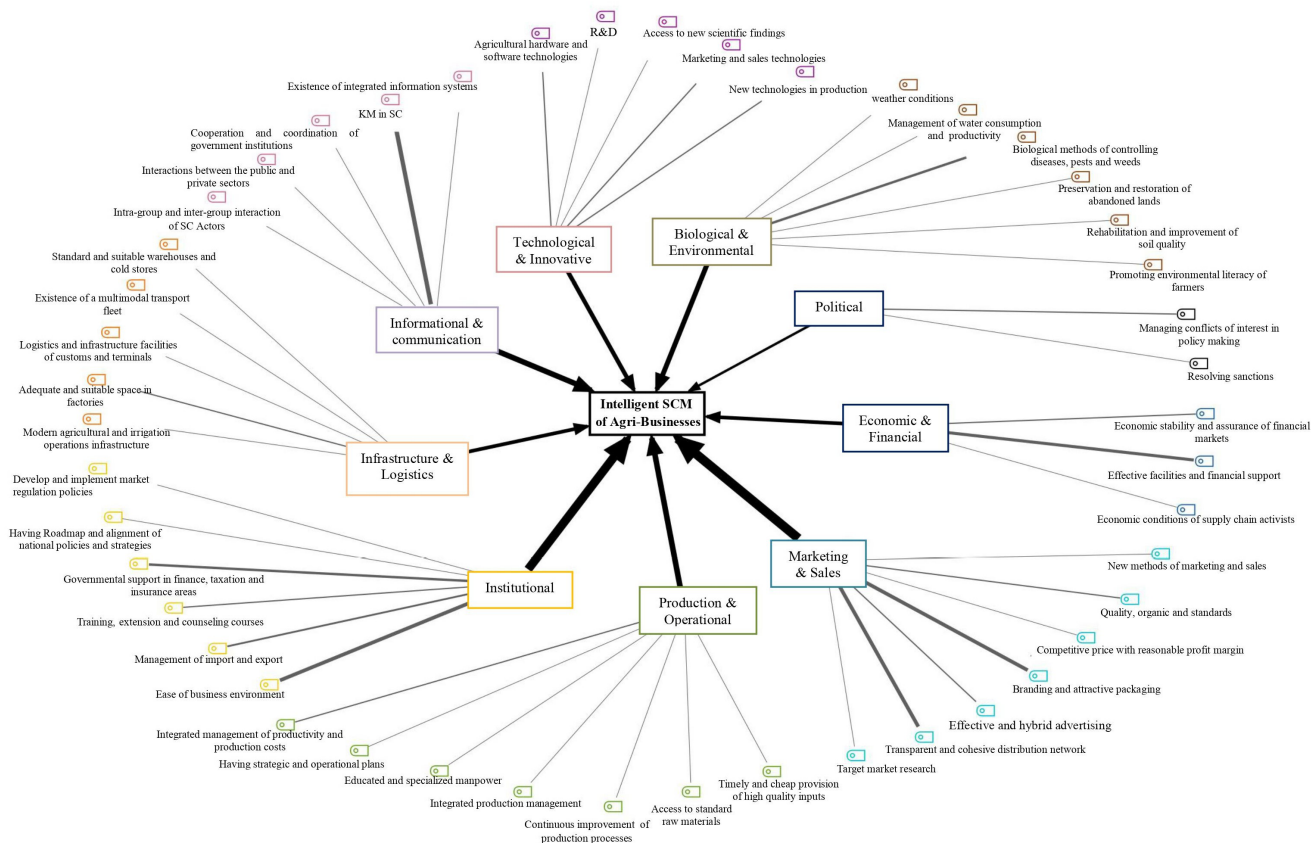 R&D
Access to new scientific findings
Agricultural hardware and
software technologies
Marketing and sales technologies
New technologies in production
Existence of integrated information systems
KM in SC
Cooperation and coordination of
government institutions
Interactions between the public and
private sectors
Intra-group and inter-group interaction
of SC Actors
weather conditions
Management of water consumption
and productivity
Biological methods of controlling
diseases, pests and weeds
Preservation and restoration of
abandoned lands
Rehabilitation and improvement of
soil quality
Promoting environmental literacy of
farmers
Technological
& Innovative
Biological &
Environmental
Political
Informational &
communication
Managing conflicts of interest in
policy making
Resolving sanctions
Standard and suitable warehouses and
cold stores
Existence of a multimodal transport
fleet
Logistics and infrastructure facilities
of customs and terminals
Adequate and suitable space in
factories
Modern agricultural and irrigation
operations infrastructure
Intelligent SCM
of Agri-Businesses
Economic &
Financial
Infrastructure &
Logistics
Economic stability and assurance of financial
markets
Effective facilities and financial support
Economic conditions of supply chain activists
Develop and implement market
regulation policies
Having Roadmap and alignment of
national policies and strategies
Governmental support in finance, taxation and
insurance areas
Training, extension and counseling courses
Management of import and export
Ease of business environment
Institutional
Production &
Operational
Marketing
& Sales
New methods of marketing and sales
Quality, organic and standards
Competitive price with reasonable profit margin
Branding and attractive packaging
Effective and hybrid advertising
Transparent and cohesive distribution network
Target market research
Integrated management of productivity and
production costs
Having strategic and operational plans
Educated and specialized manpower
Integrated production management
Continuous improvement of
production processes
Access to standard
raw materials
Timely and cheap provision
of high quality inputs